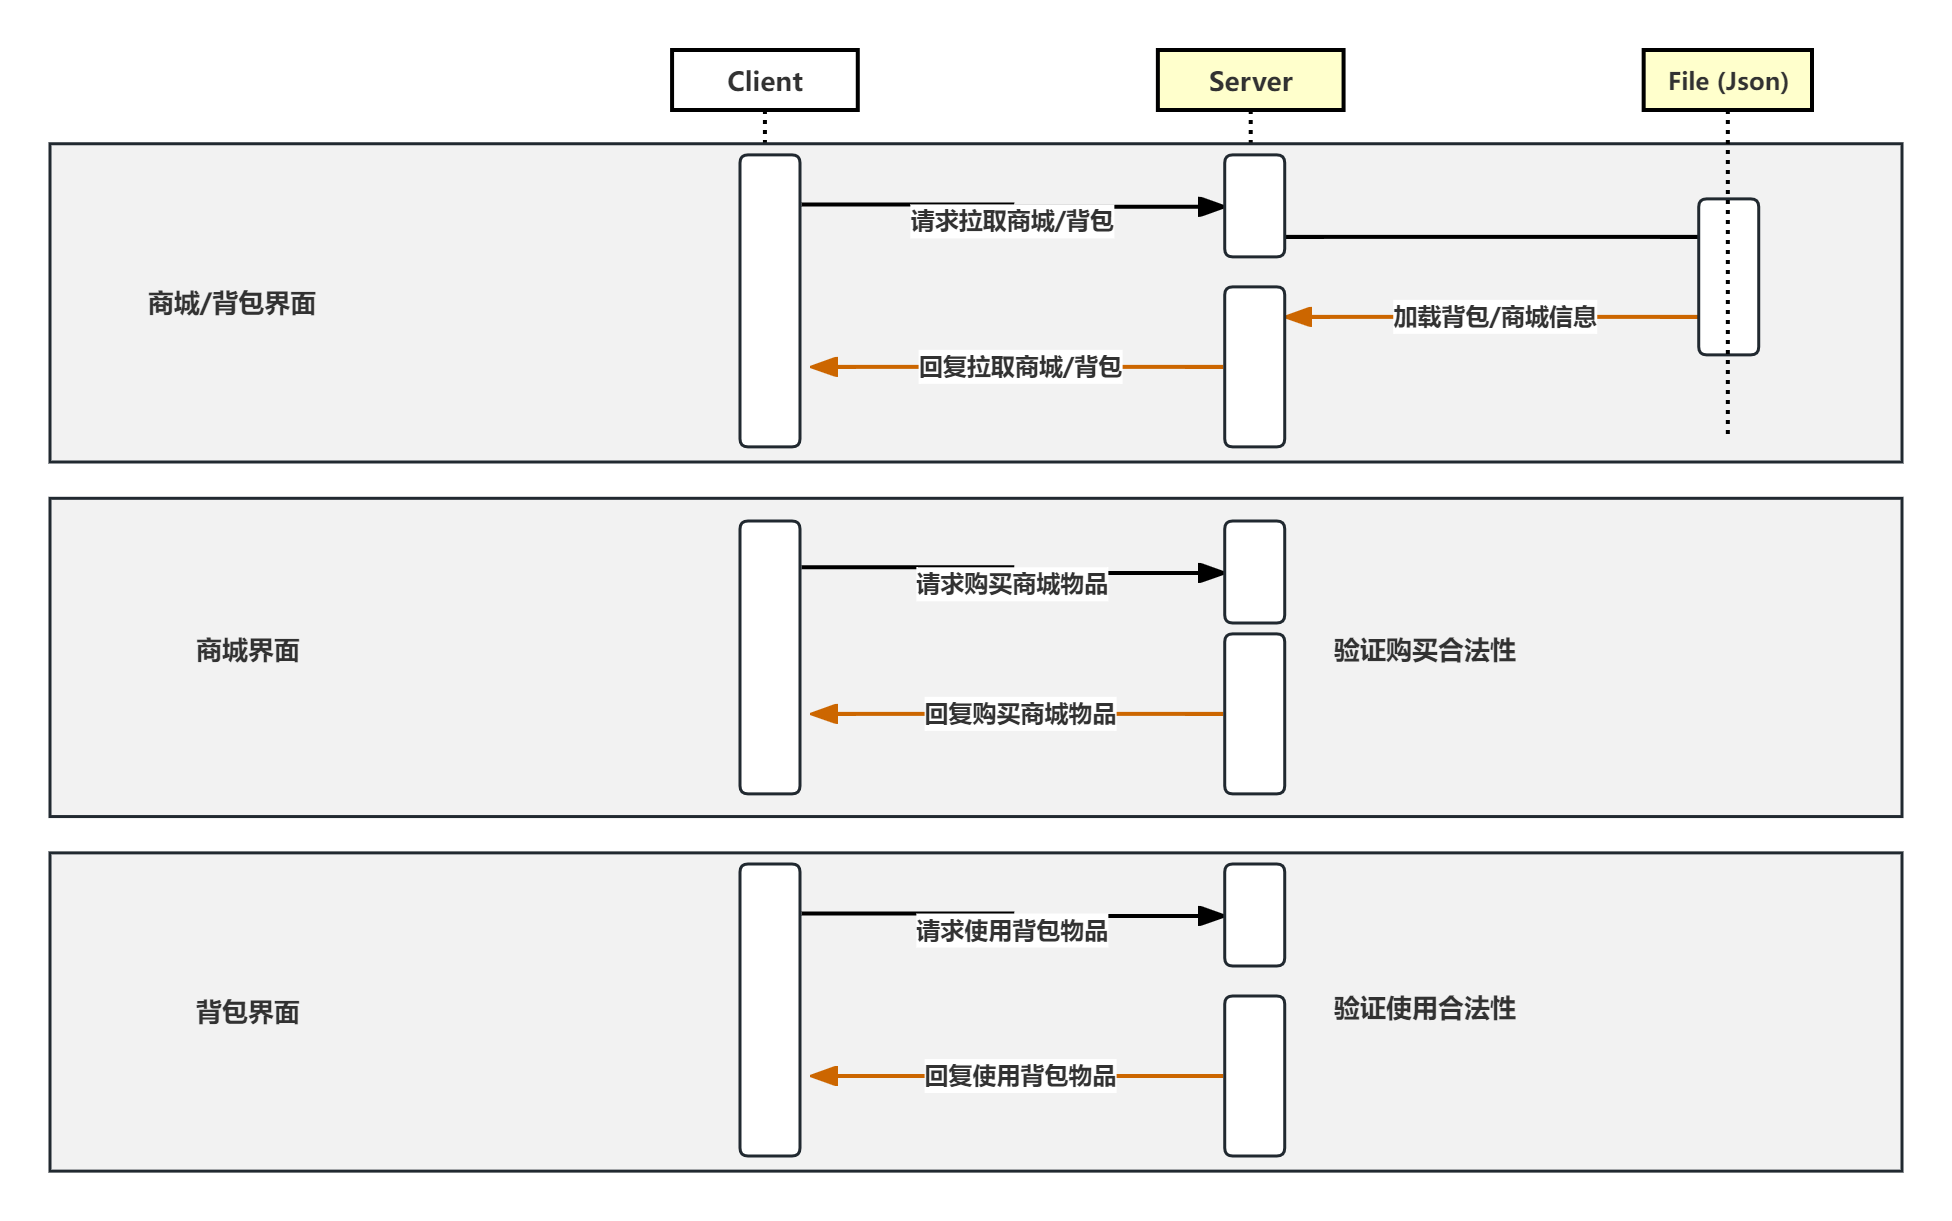 Client
Server
File (Json)
请求拉取商城/背包
商城/背包界面
加载背包/商城信息
回复拉取商城/背包
请求购买商城物品
商城界面
验证购买合法性
回复购买商城物品
请求使用背包物品
背包界面
验证使用合法性
回复使用背包物品